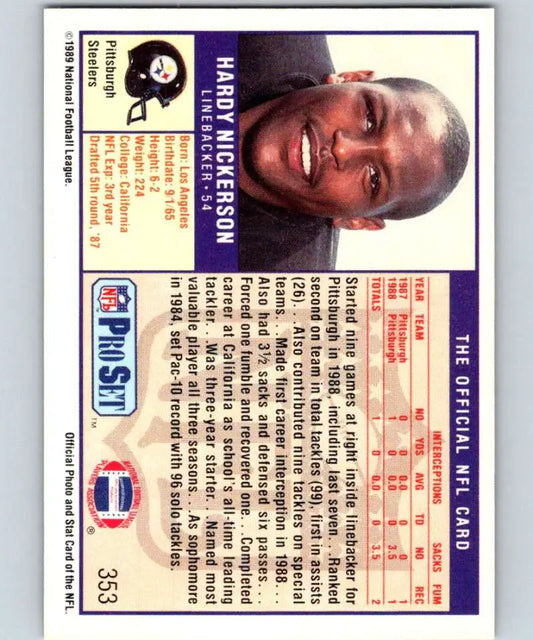 THE OFFICIAL NFL CARD
HARDY NICKERSON
LINEBACKER • 54
Pittsburgh
Steelers
Born: Los Angeles
Birthdate: 9/1/65
Height: 6-2
Weight: 224
College: California
NFL Exp: 3rd year
Drafted 5th round, '87
INTERCEPTIONS SACKS FUM
YEAR TEAM NO YDS AVG TD NO REC
1987 Pittsburgh 0 0 0.0 0 0 1
1988 Pittsburgh 1 0 0.0 0 3.5 1
TOTALS 1 0 0.0 0 3.5 2
Started nine games at right inside linebacker for
Pittsburgh in 1988, including last seven... Ranked
second on team in total tackles (99), first in assists
(26)... Also contributed nine tackles on special
teams... Made first career interception in 1988...
Also had 3½ sacks and defensed six passes...
Forced one fumble and recovered one... Completed
career at California as school's all-time leading
tackler... Was three-year starter... Named most
valuable player all three seasons... As sophomore
in 1984, set Pac-10 record with 96 solo tackles.
NFL
PRO SET
™
NATIONAL FOOTBALL LEAGUE
PLAYERS ASSOCIATION
®
353
©1989 National Football League.
Official Photo and Stat Card of the NFL.